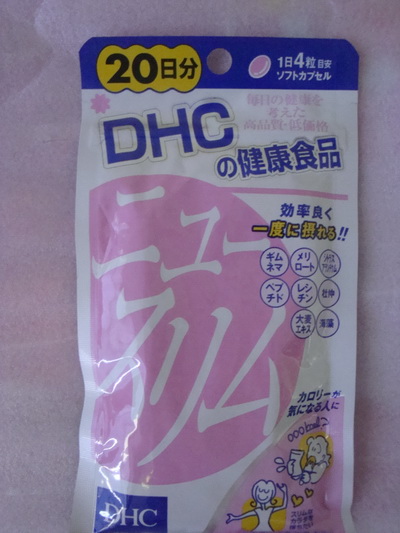 20日分
1日4粒目安
ソフトカプセル
毎日の健康を
考えた
高品質・低価格
DHC
の健康食品
ニュー
スリム
効率良く
一度に摂れる!!
ギム
ネマ
メリ
ロート
ペプ
チド
レシ
チン
杜仲
大麦
エキス
海藻
カロリーが
気になる人に
DHC